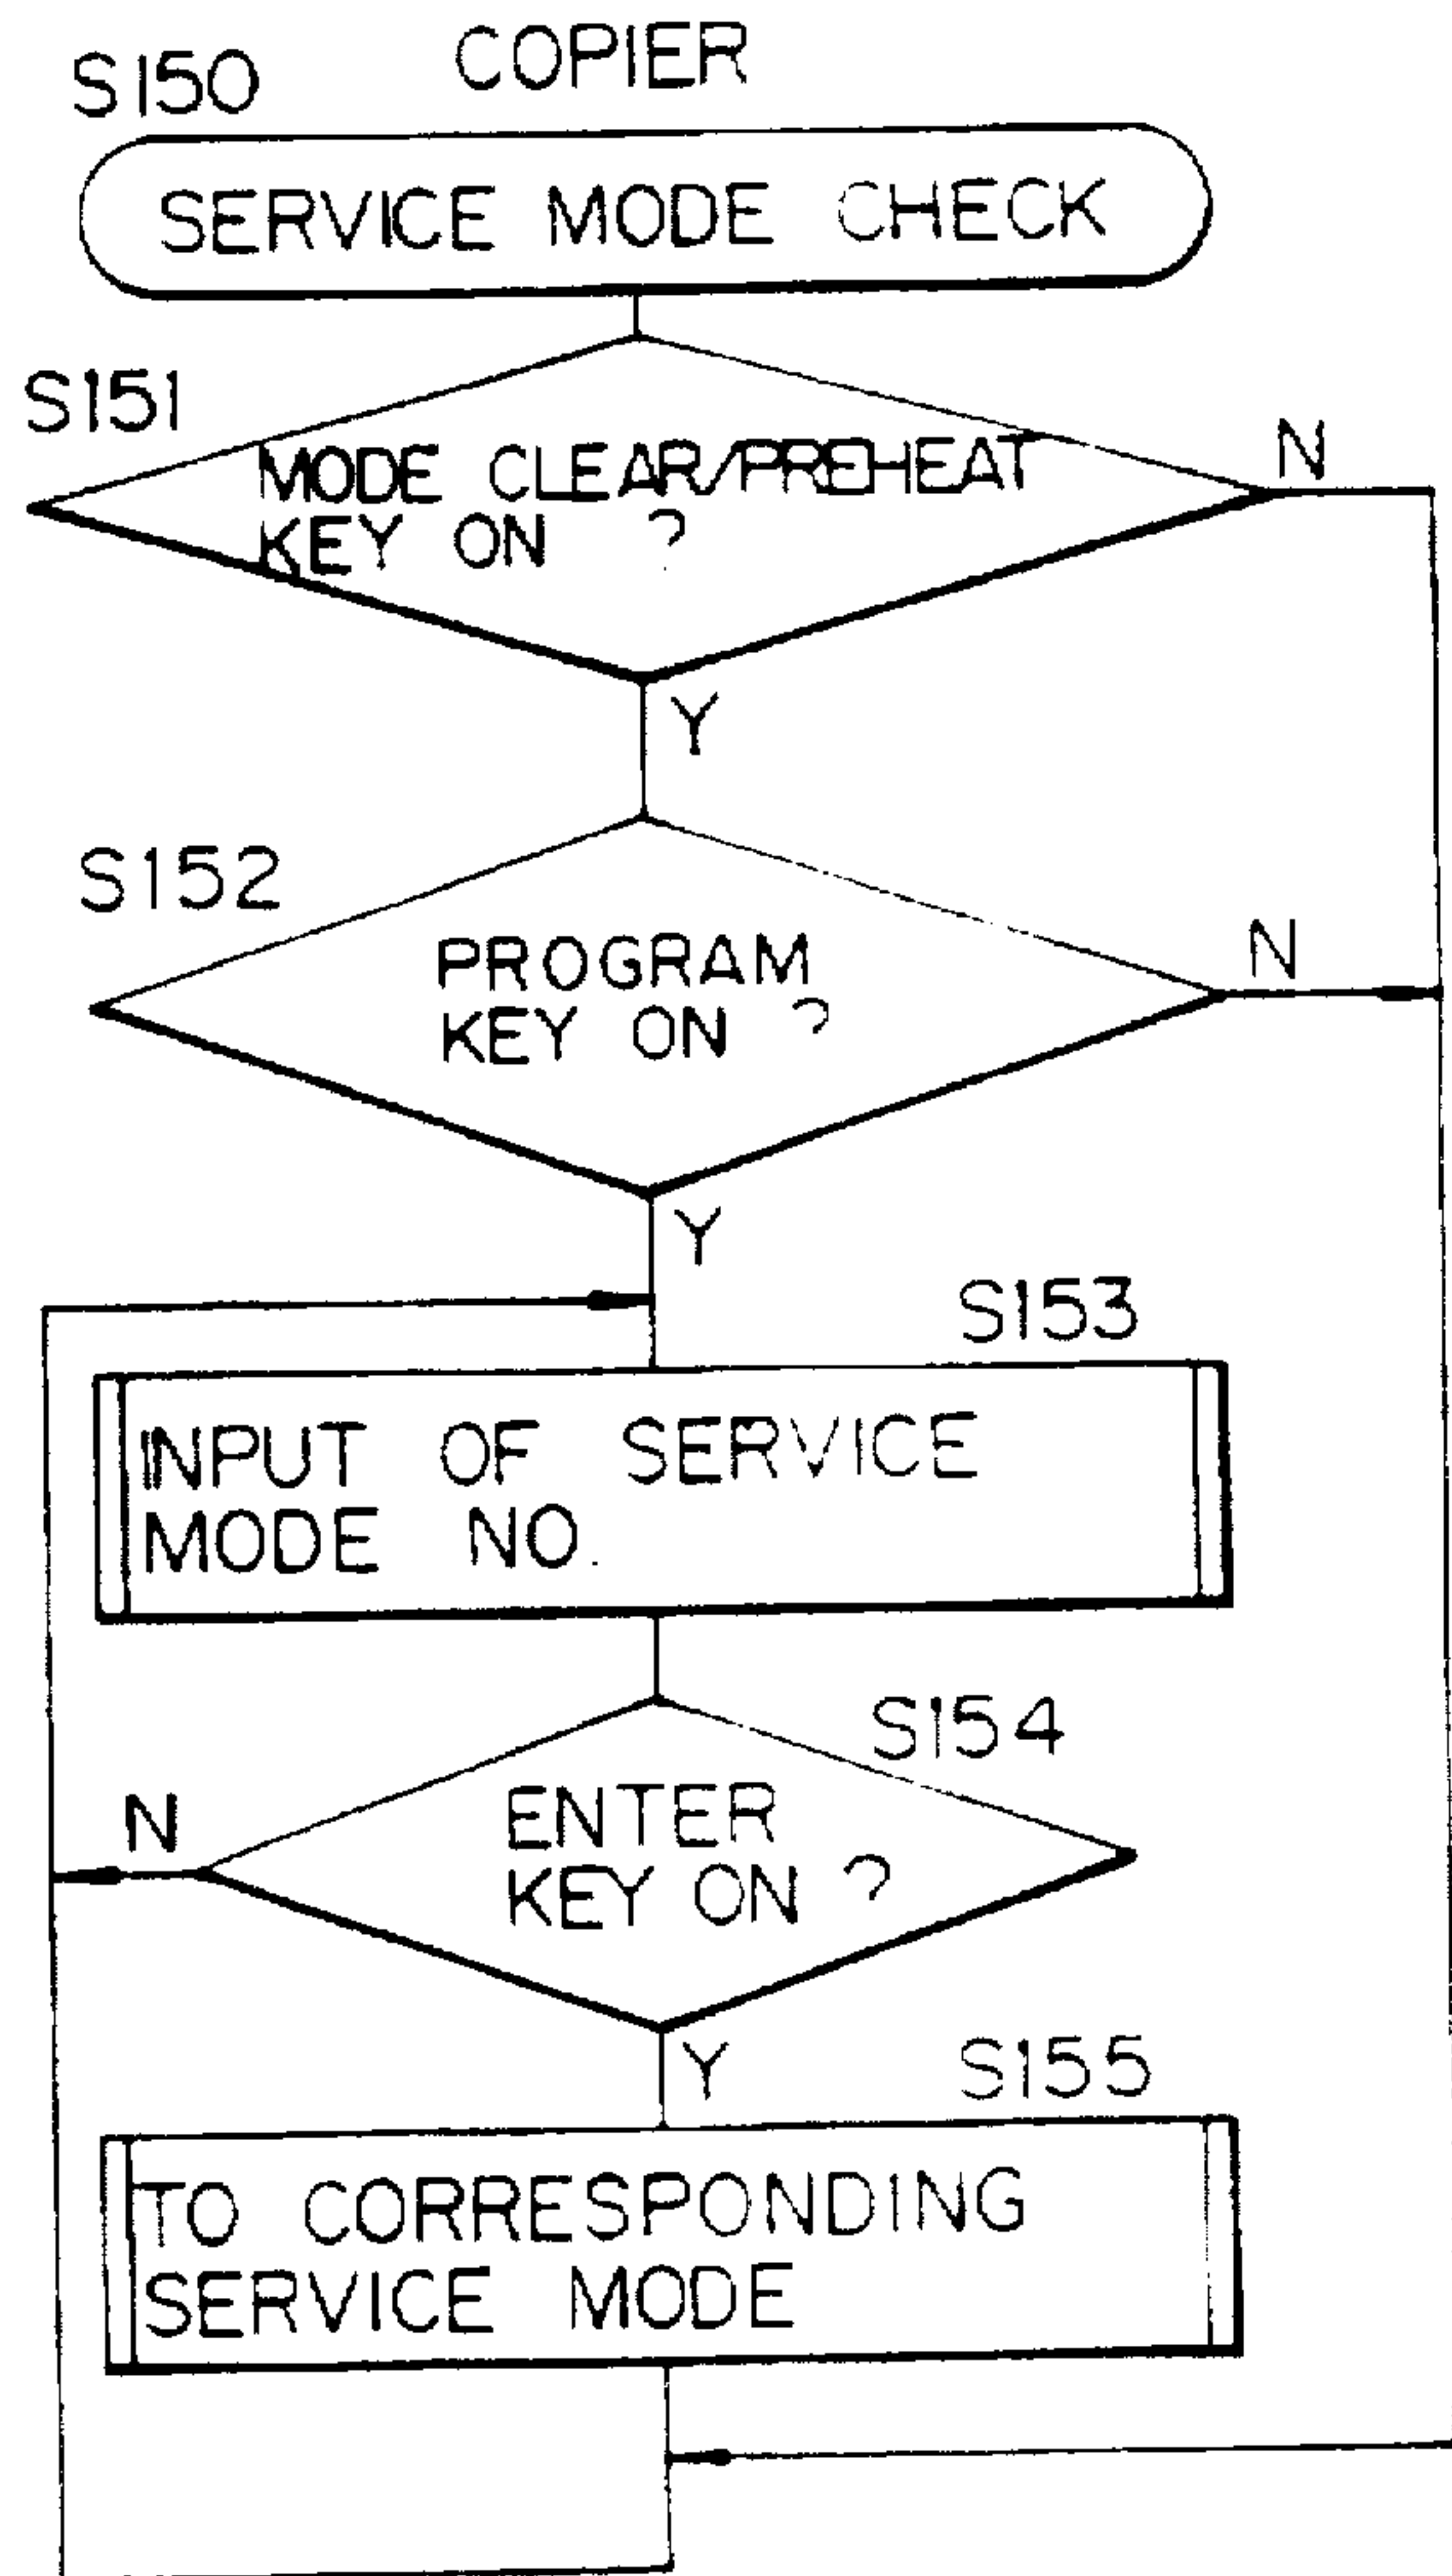 COPIER
S150
SERVICE MODE CHECK
S151
MODE CLEAR/PREHEAT
KEY ON ?
N
Y
S152
PROGRAM
KEY ON ?
N
Y
S153
INPUT OF SERVICE
MODE NO.
S154
ENTER
KEY ON ?
N
Y
S155
TO CORRESPONDING
SERVICE MODE